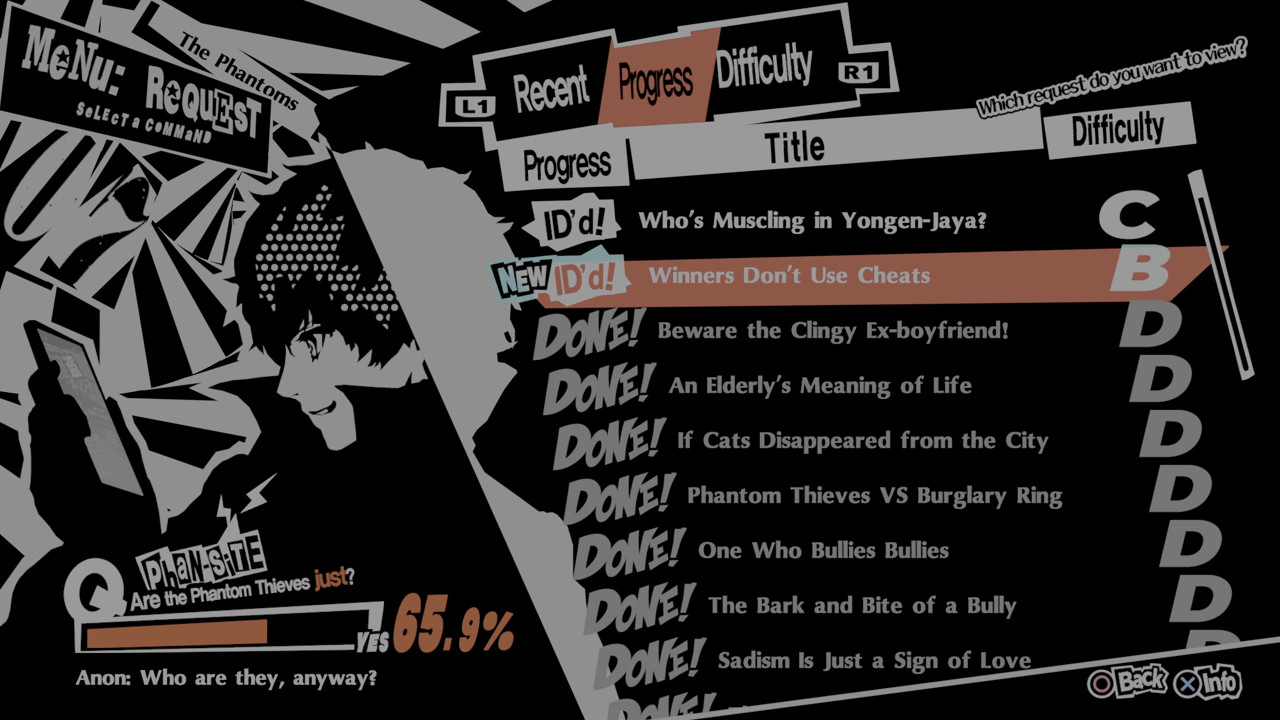 MeNu: ReQUEST
SeLEcT a CoMMaND
The Phantoms
L1 Recent Progress Difficulty R1
Which request do you want to view?
Progress Title Difficulty
ID'd! Who's Muscling in Yongen-Jaya? C
NEW ID'd! Winners Don't Use Cheats B
DONE! Beware the Clingy Ex-boyfriend! D
DONE! An Elderly's Meaning of Life D
DONE! If Cats Disappeared from the City D
DONE! Phantom Thieves VS Burglary Ring D
DONE! One Who Bullies Bullies D
DONE! The Bark and Bite of a Bully D
DONE! Sadism Is Just a Sign of Love D
PhaN-SiTE
Q Are the Phantom Thieves just?
YES 65.9%
Anon: Who are they, anyway?
Back Info